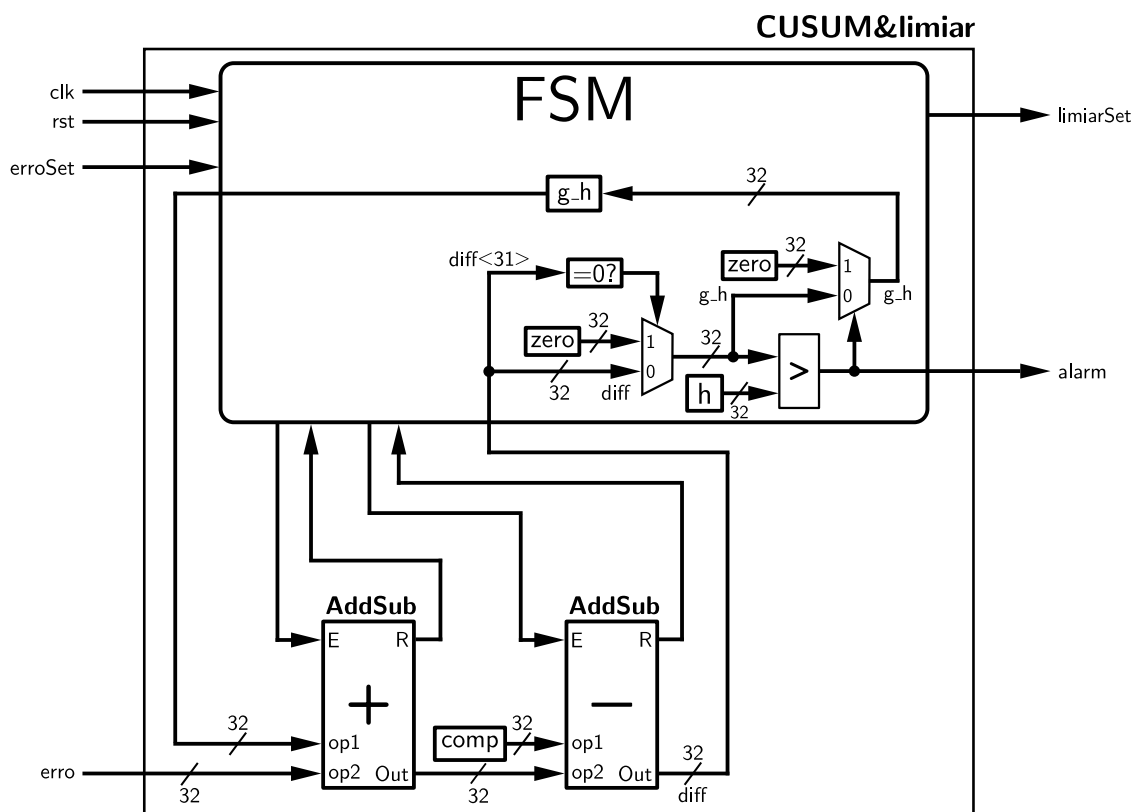 CUSUM&limiar
FSM
clk
rst
erroSet
limiarSet
32
g_h
diff<31>
=0?
zero
32
1
0
g_h
g_h
zero
32
1
0
32
diff
32
h
32
>
alarm
AddSub
AddSub
E
R
E
R
+
−
32
op1
comp
32
op1
erro
32
op2
Out
32
op2
Out
32
diff